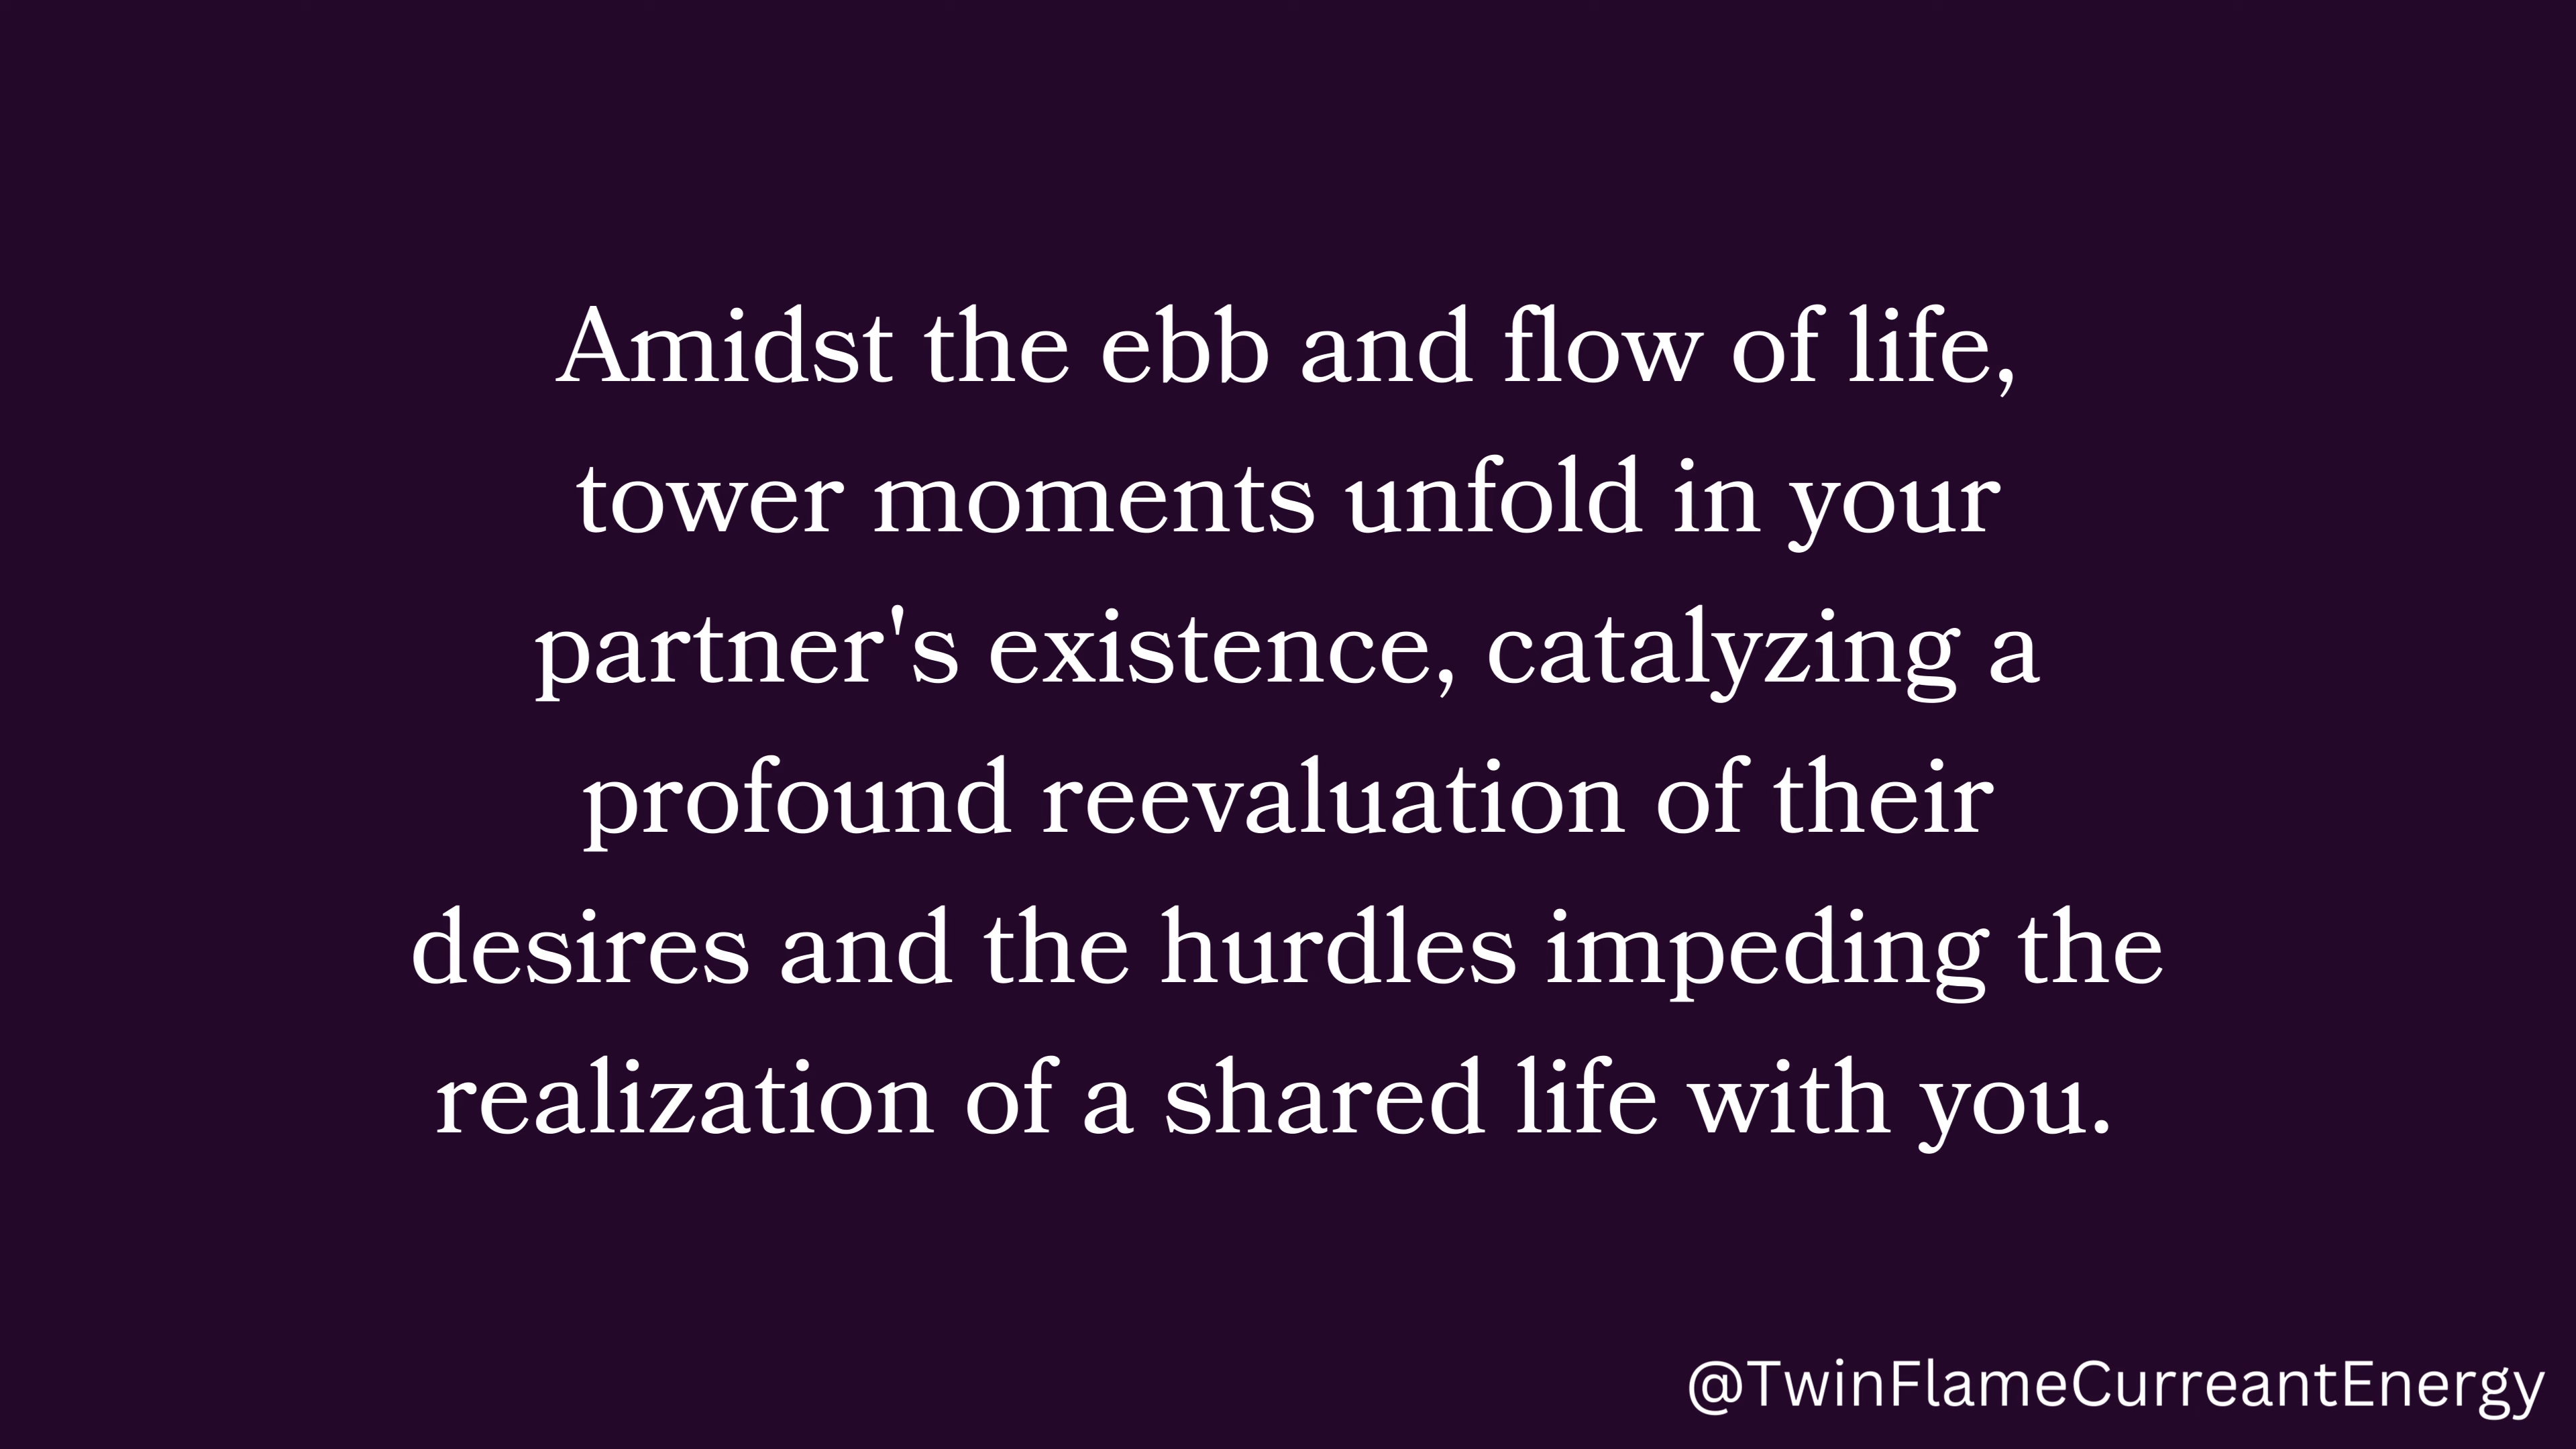 Amidst the ebb and flow of life,
tower moments unfold in your
partner's existence, catalyzing a
profound reevaluation of their
desires and the hurdles impeding the
realization of a shared life with you.
@TwinFlameCurreantEnergy